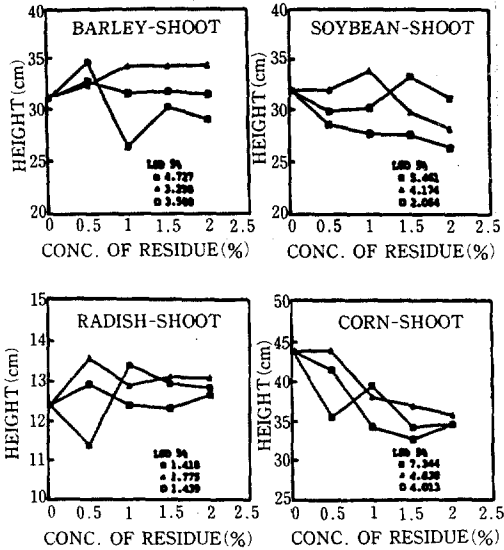 BARLEY-SHOOT
HEIGHT(cm)
40
35
30
25
20
LSD 5%
4.727
0 0.5 1 1.5 2 2.5
CONC. OF RESIDUE(%)
SOYBEAN-SHOOT
HEIGHT(cm)
40
35
30
25
20
LSD 5%
4.174
2.064
0 0.5 1 1.5 2 2.5
CONC. OF RESIDUE(%)
RADISH-SHOOT
HEIGHT(cm)
15
14
13
12
11
10
LSD 5%
1.418
1.775
1.439
0 0.5 1 1.5 2 2.5
CONC. OF RESIDUE(%)
CORN-SHOOT
HEIGHT(cm)
50
45
40
35
30
25
LSD 5%
7.344
4.013
0 0.5 1 1.5 2 2.5
CONC. OF RESIDUE(%)